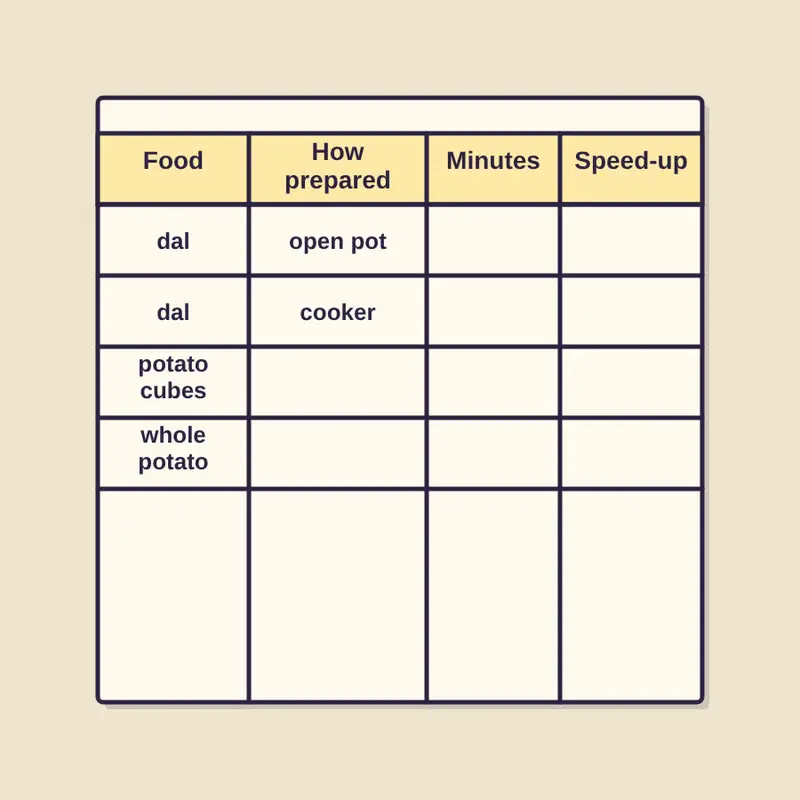 Food
How
prepared
Minutes
Speed-up
dal
open pot
dal
cooker
potato
cubes
whole
potato